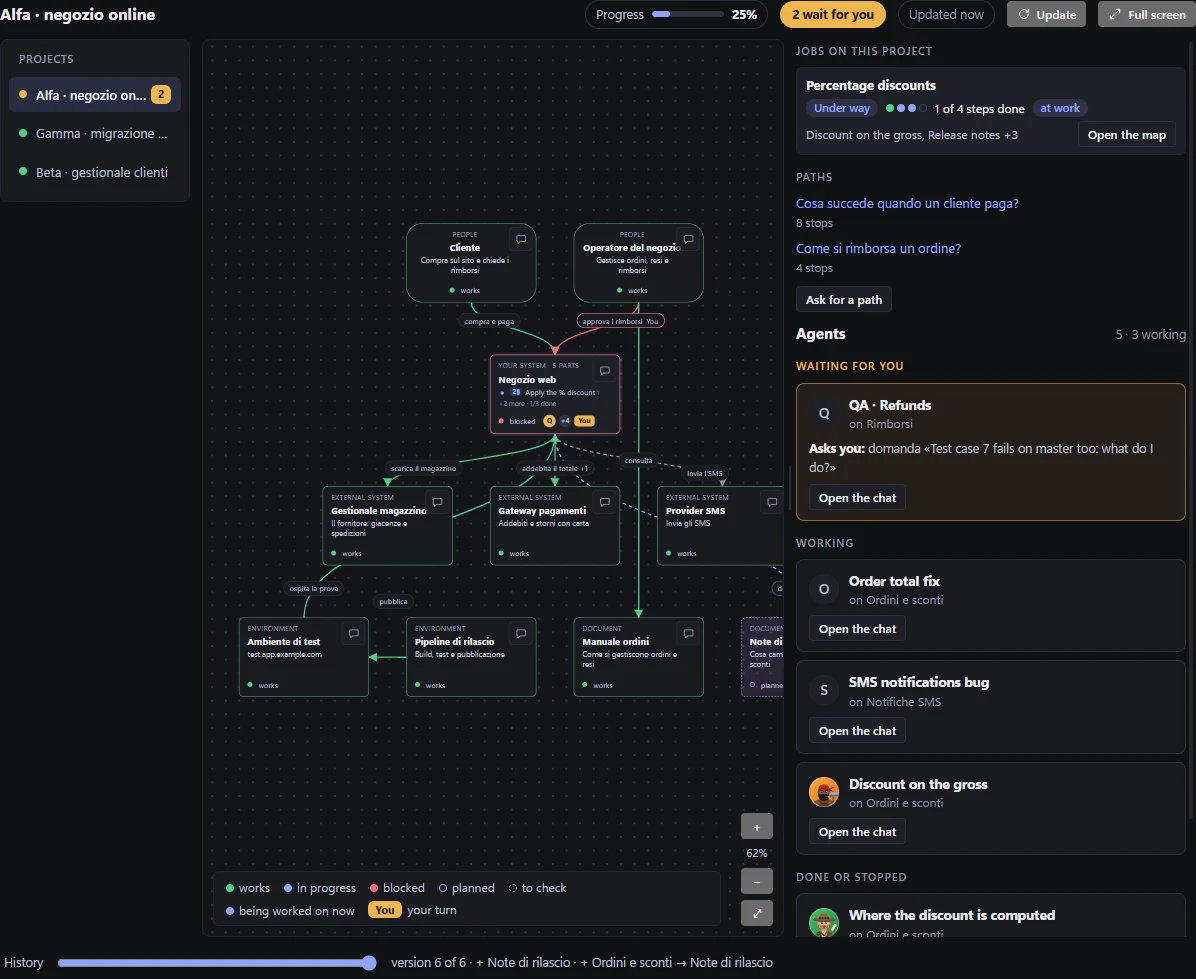 Alfa · negozio online
Progress 25%
2 wait for you
Updated now
Update
Full screen
PROJECTS
Alfa · negozio on... 2
Gamma · migrazione ...
Beta · gestionale clienti
PEOPLE
Cliente
Compra sul sito e chiede i
rimborsi
works
PEOPLE
Operatore del negozio
Gestisce ordini, resi e
rimborsi
works
compra e paga
approva i rimborsi You
YOUR SYSTEM · 5 PARTS
Negozio web
Apply the % discount
+2 more · 1/3 done
blocked Q +4 You
scarica il magazzino
addebita il totale +1
consulta
invia l'SMS
EXTERNAL SYSTEM
Gestionale magazzino
Il fornitore: giacenze e
spedizioni
works
EXTERNAL SYSTEM
Gateway pagamenti
Addebiti e storni con carta
works
EXTERNAL SYSTEM
Provider SMS
Invia gli SMS
works
ospita la prova
pubblica
ENVIRONMENT
Ambiente di test
test.app.example.com
works
ENVIRONMENT
Pipeline di rilascio
Build, test e pubblicazione
works
DOCUMENT
Manuale ordini
Come si gestiscono ordini e
resi
works
DOCUMEN
Note di
Cosa cam
sconti
planne
+
62%
−
works in progress blocked planned to check
being worked on now You your turn
JOBS ON THIS PROJECT
Percentage discounts
Under way 1 of 4 steps done at work
Discount on the gross, Release notes +3
Open the map
PATHS
Cosa succede quando un cliente paga?
8 stops
Come si rimborsa un ordine?
4 stops
Ask for a path
Agents 5 · 3 working
WAITING FOR YOU
Q
QA · Refunds
on Rimborsi
Asks you: domanda «Test case 7 fails on master too: what do I
do?»
Open the chat
WORKING
O
Order total fix
on Ordini e sconti
Open the chat
S
SMS notifications bug
on Notifiche SMS
Open the chat
Discount on the gross
on Ordini e sconti
Open the chat
DONE OR STOPPED
Where the discount is computed
on Ordini e sconti
History
version 6 of 6 · + Note di rilascio · + Ordini e sconti → Note di rilascio